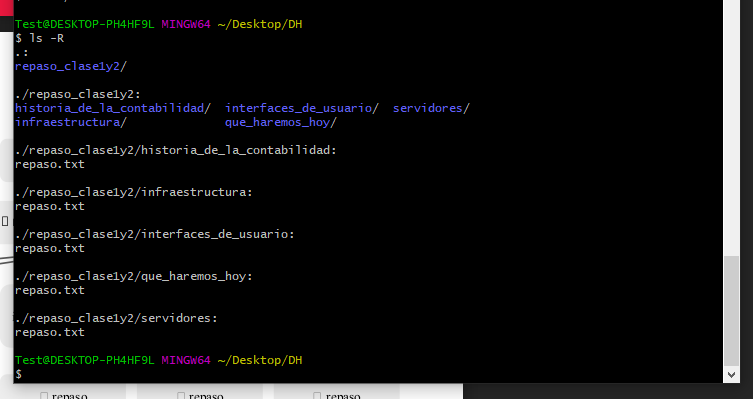 Test@DESKTOP-PH4HF9L MINGW64 ~/Desktop/DH
$ ls -R
.:
repaso_clase1y2/

./repaso_clase1y2:
historia_de_la_contabilidad/  interfaces_de_usuario/  servidores/
infraestructura/              que_haremos_hoy/

./repaso_clase1y2/historia_de_la_contabilidad:
repaso.txt

./repaso_clase1y2/infraestructura:
repaso.txt

./repaso_clase1y2/interfaces_de_usuario:
repaso.txt

./repaso_clase1y2/que_haremos_hoy:
repaso.txt

./repaso_clase1y2/servidores:
repaso.txt

Test@DESKTOP-PH4HF9L MINGW64 ~/Desktop/DH
$
repaso repaso repaso